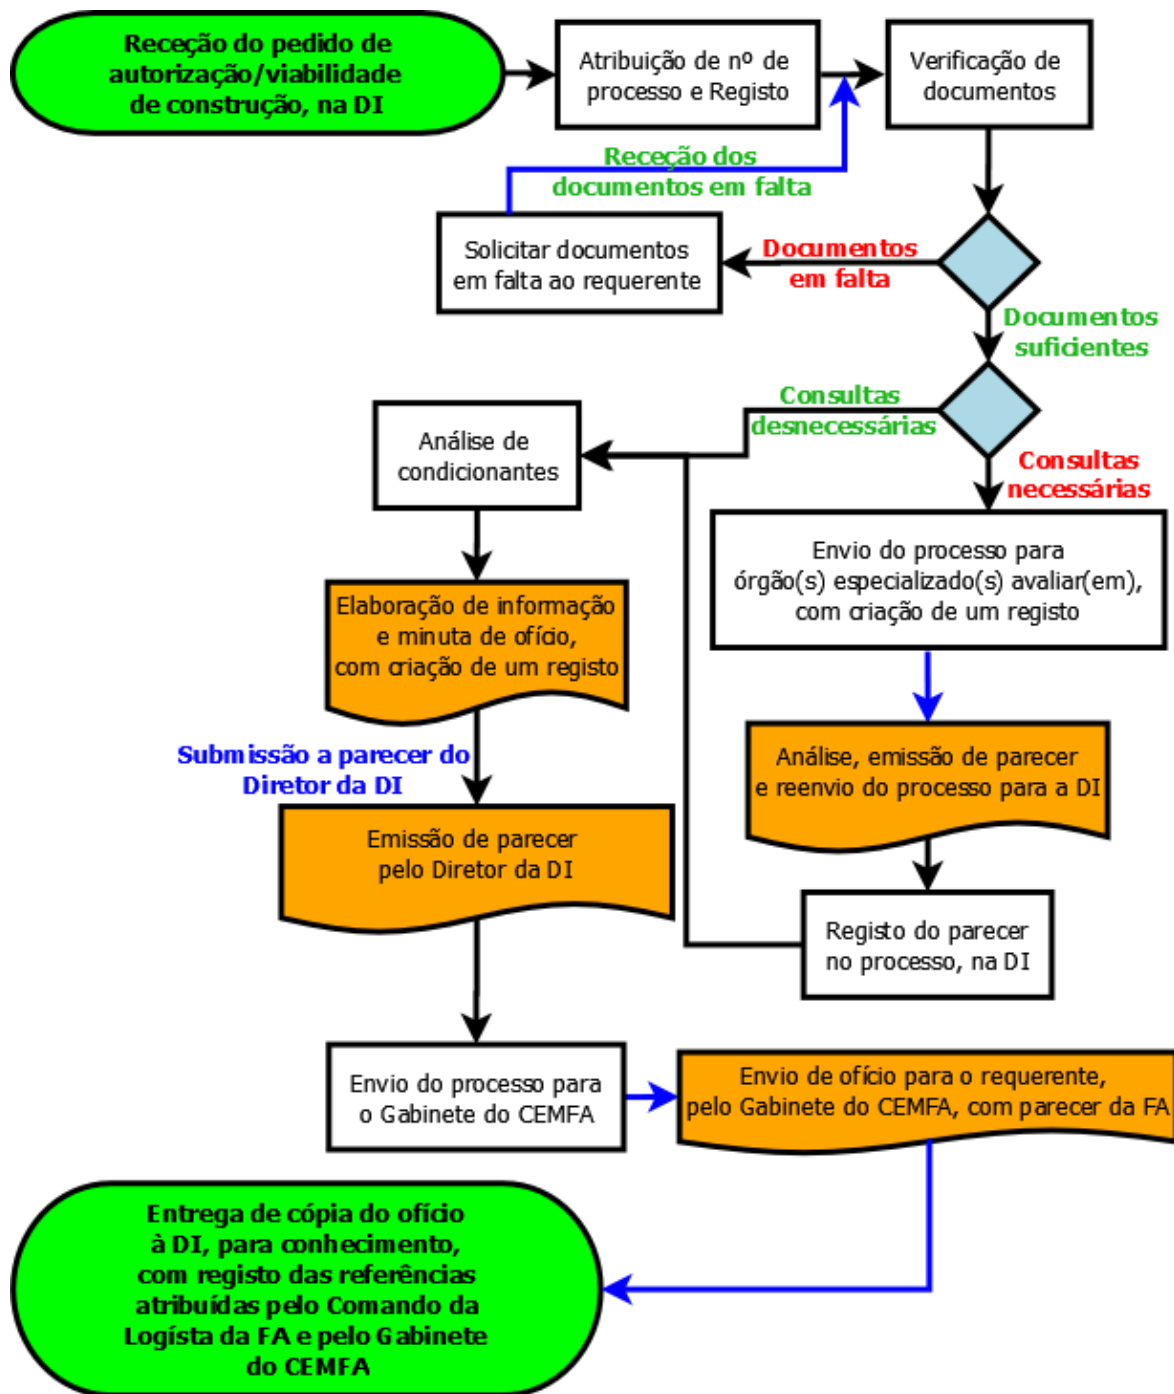 Receção do pedido de
autorização/viabilidade
de construção, na DI
Atribuição de nº de
processo e Registo
Verificação de
documentos
Receção dos
documentos em falta
Solicitar documentos
em falta ao requerente
Documentos
em falta
Documentos
suficientes
Consultas
desnecessárias
Consultas
necessárias
Análise de
condicionantes
Envio do processo para
órgão(s) especializado(s) avaliar(em),
com criação de um registo
Elaboração de informação
e minuta de ofício,
com criação de um registo
Submissão a parecer do
Diretor da DI
Análise, emissão de parecer
e reenvio do processo para a DI
Emissão de parecer
pelo Diretor da DI
Registo do parecer
no processo, na DI
Envio do processo para
o Gabinete do CEMFA
Envio de ofício para o requerente,
pelo Gabinete do CEMFA, com parecer da FA
Entrega de cópia do ofício
à DI, para conhecimento,
com registo das referências
atribuídas pelo Comando da
Logísta da FA e pelo Gabinete
do CEMFA